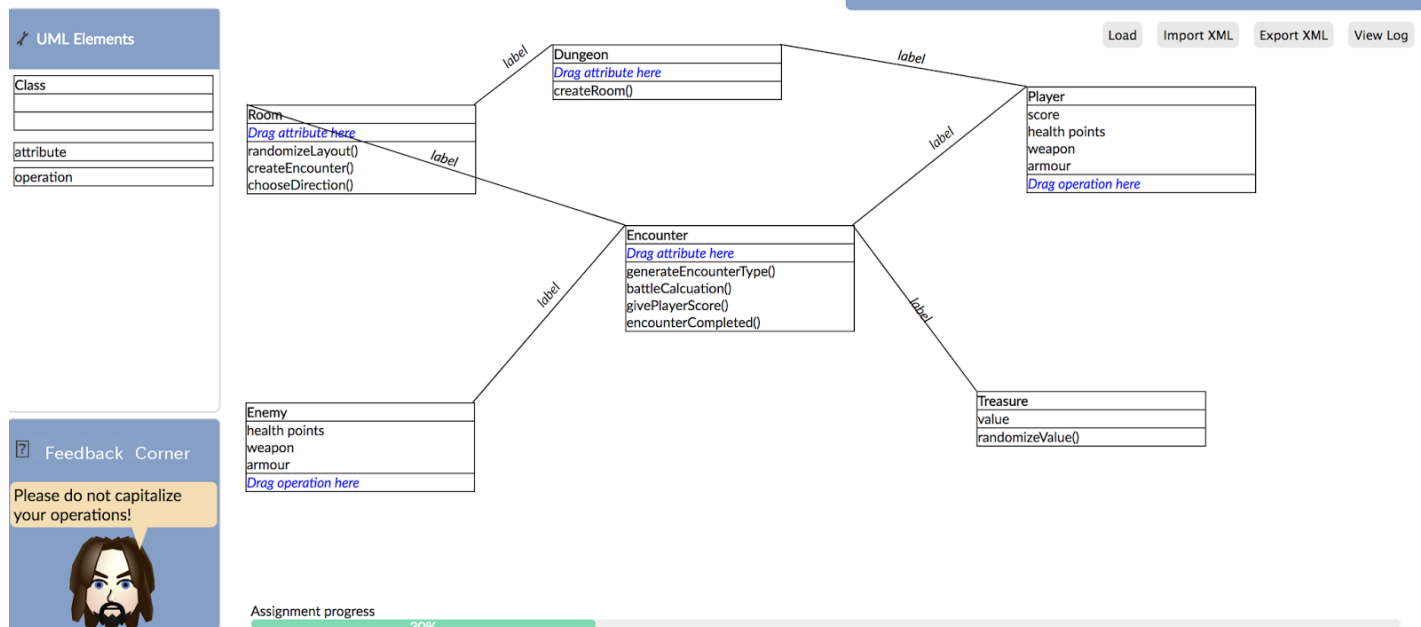 UML Elements
Class
attribute
operation
Feedback Corner
Please do not capitalize
your operations!
Load
Import XML
Export XML
View Log
label
Dungeon
Drag attribute here
createRoom()
label
Player
score
health points
weapon
armour
Drag operation here
Room
Drag attribute here
randomizeLayout()
createEncounter()
chooseDirection()
label
label
Encounter
Drag attribute here
generateEncounterType()
battleCalcuation()
givePlayerScore()
encounterCompleted()
label
label
Enemy
health points
weapon
armour
Drag operation here
Treasure
value
randomizeValue()
Assignment progress
30%